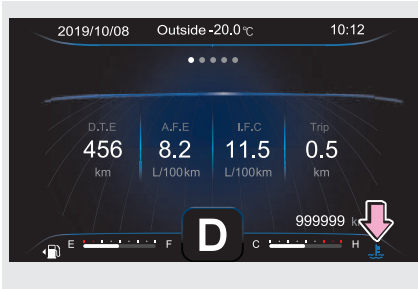 2019/10/08 Outside -20.0 ℃ 10:12
D.T.E A.F.E I.F.C Trip
456 8.2 11.5 0.5
km L/100km L/100km km
999999
E F D C H